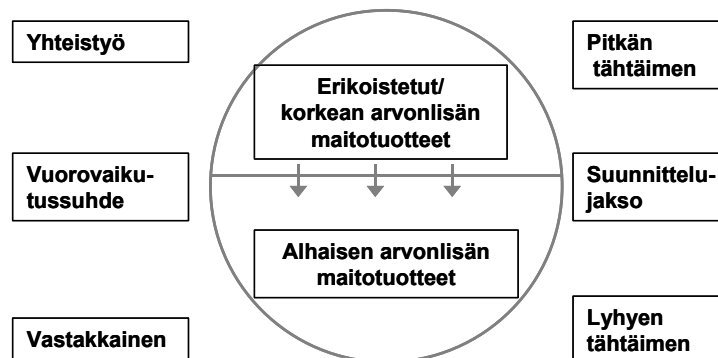 Yhteistyö
Erikoistetut/
korkean arvonlisän
maitotuotteet
Pitkän
tähtäimen
Vuorovaiku-
tussuhde
Suunnittelu-
jakso
Alhaisen arvonlisän
maitotuotteet
Vastakkainen
Lyhyen
tähtäimen